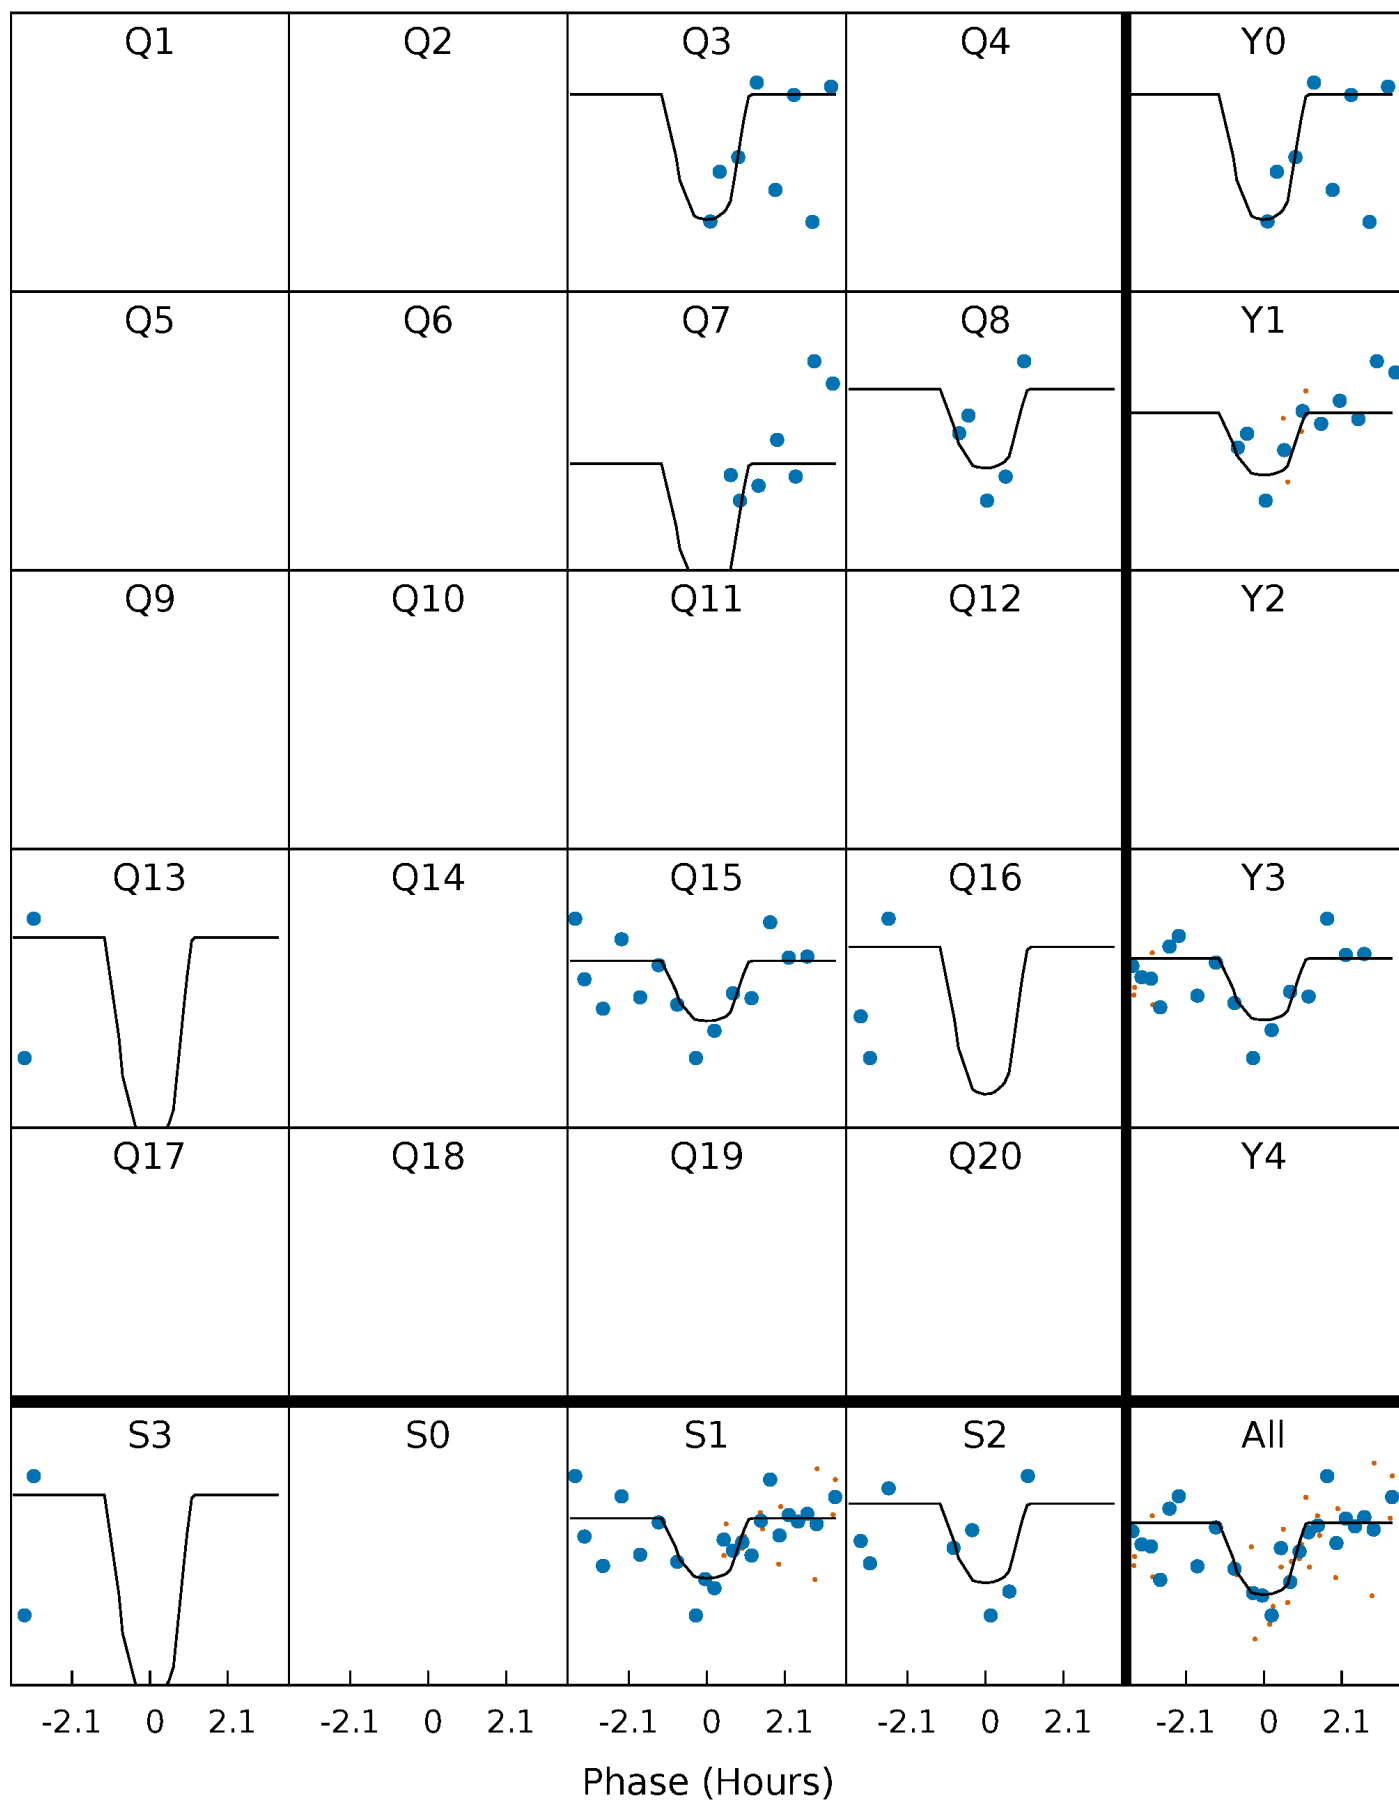 Q1 Q2 Q3 Q4 Y0
Q5 Q6 Q7 Q8 Y1
Q9 Q10 Q11 Q12 Y2
Q13 Q14 Q15 Q16 Y3
Q17 Q18 Q19 Q20 Y4
S3 S0 S1 S2 All
-2.1 0 2.1 -2.1 0 2.1 -2.1 0 2.1 -2.1 0 2.1 -2.1 0 2.1
Phase (Hours)